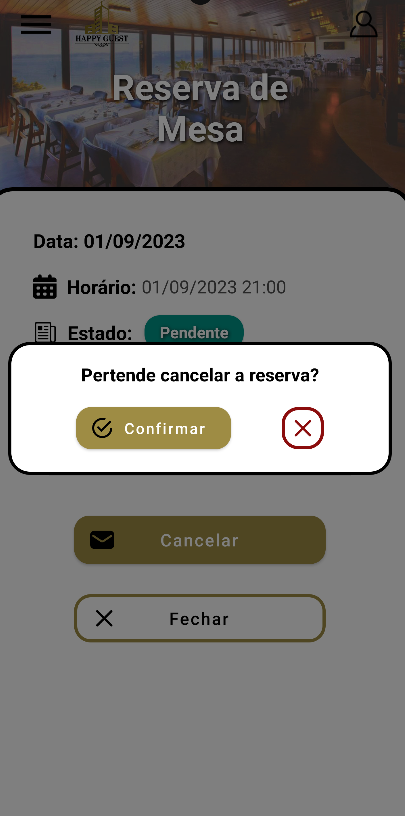 HAPPY GUEST
Reserva de
Mesa
Data: 01/09/2023
Horário: 01/09/2023 21:00
Estado: Pendente
Pertende cancelar a reserva?
Confirmar
Cancelar
Fechar